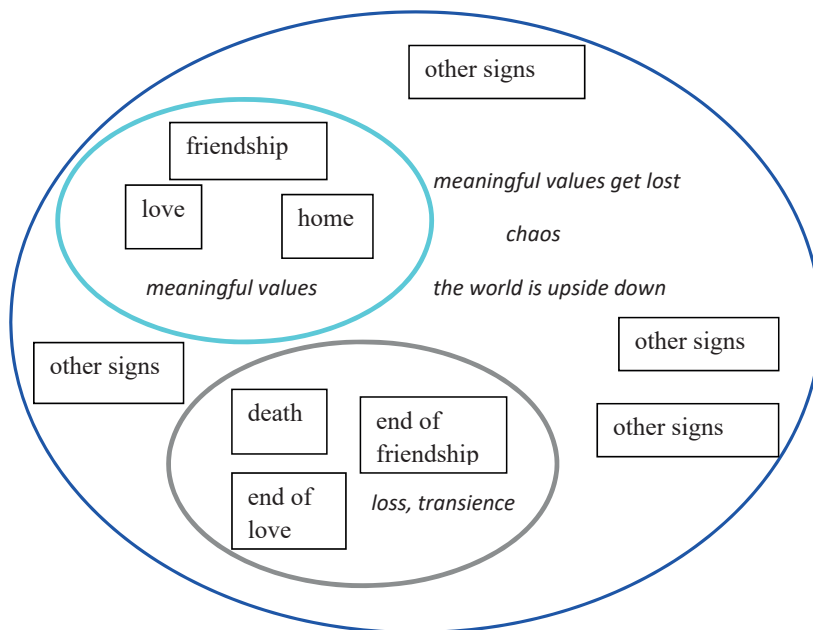 other signs
friendship
meaningful values get lost
love
home
chaos
meaningful values
the world is upside down
other signs
other signs
death
end of
friendship
other signs
end of
love
loss, transience